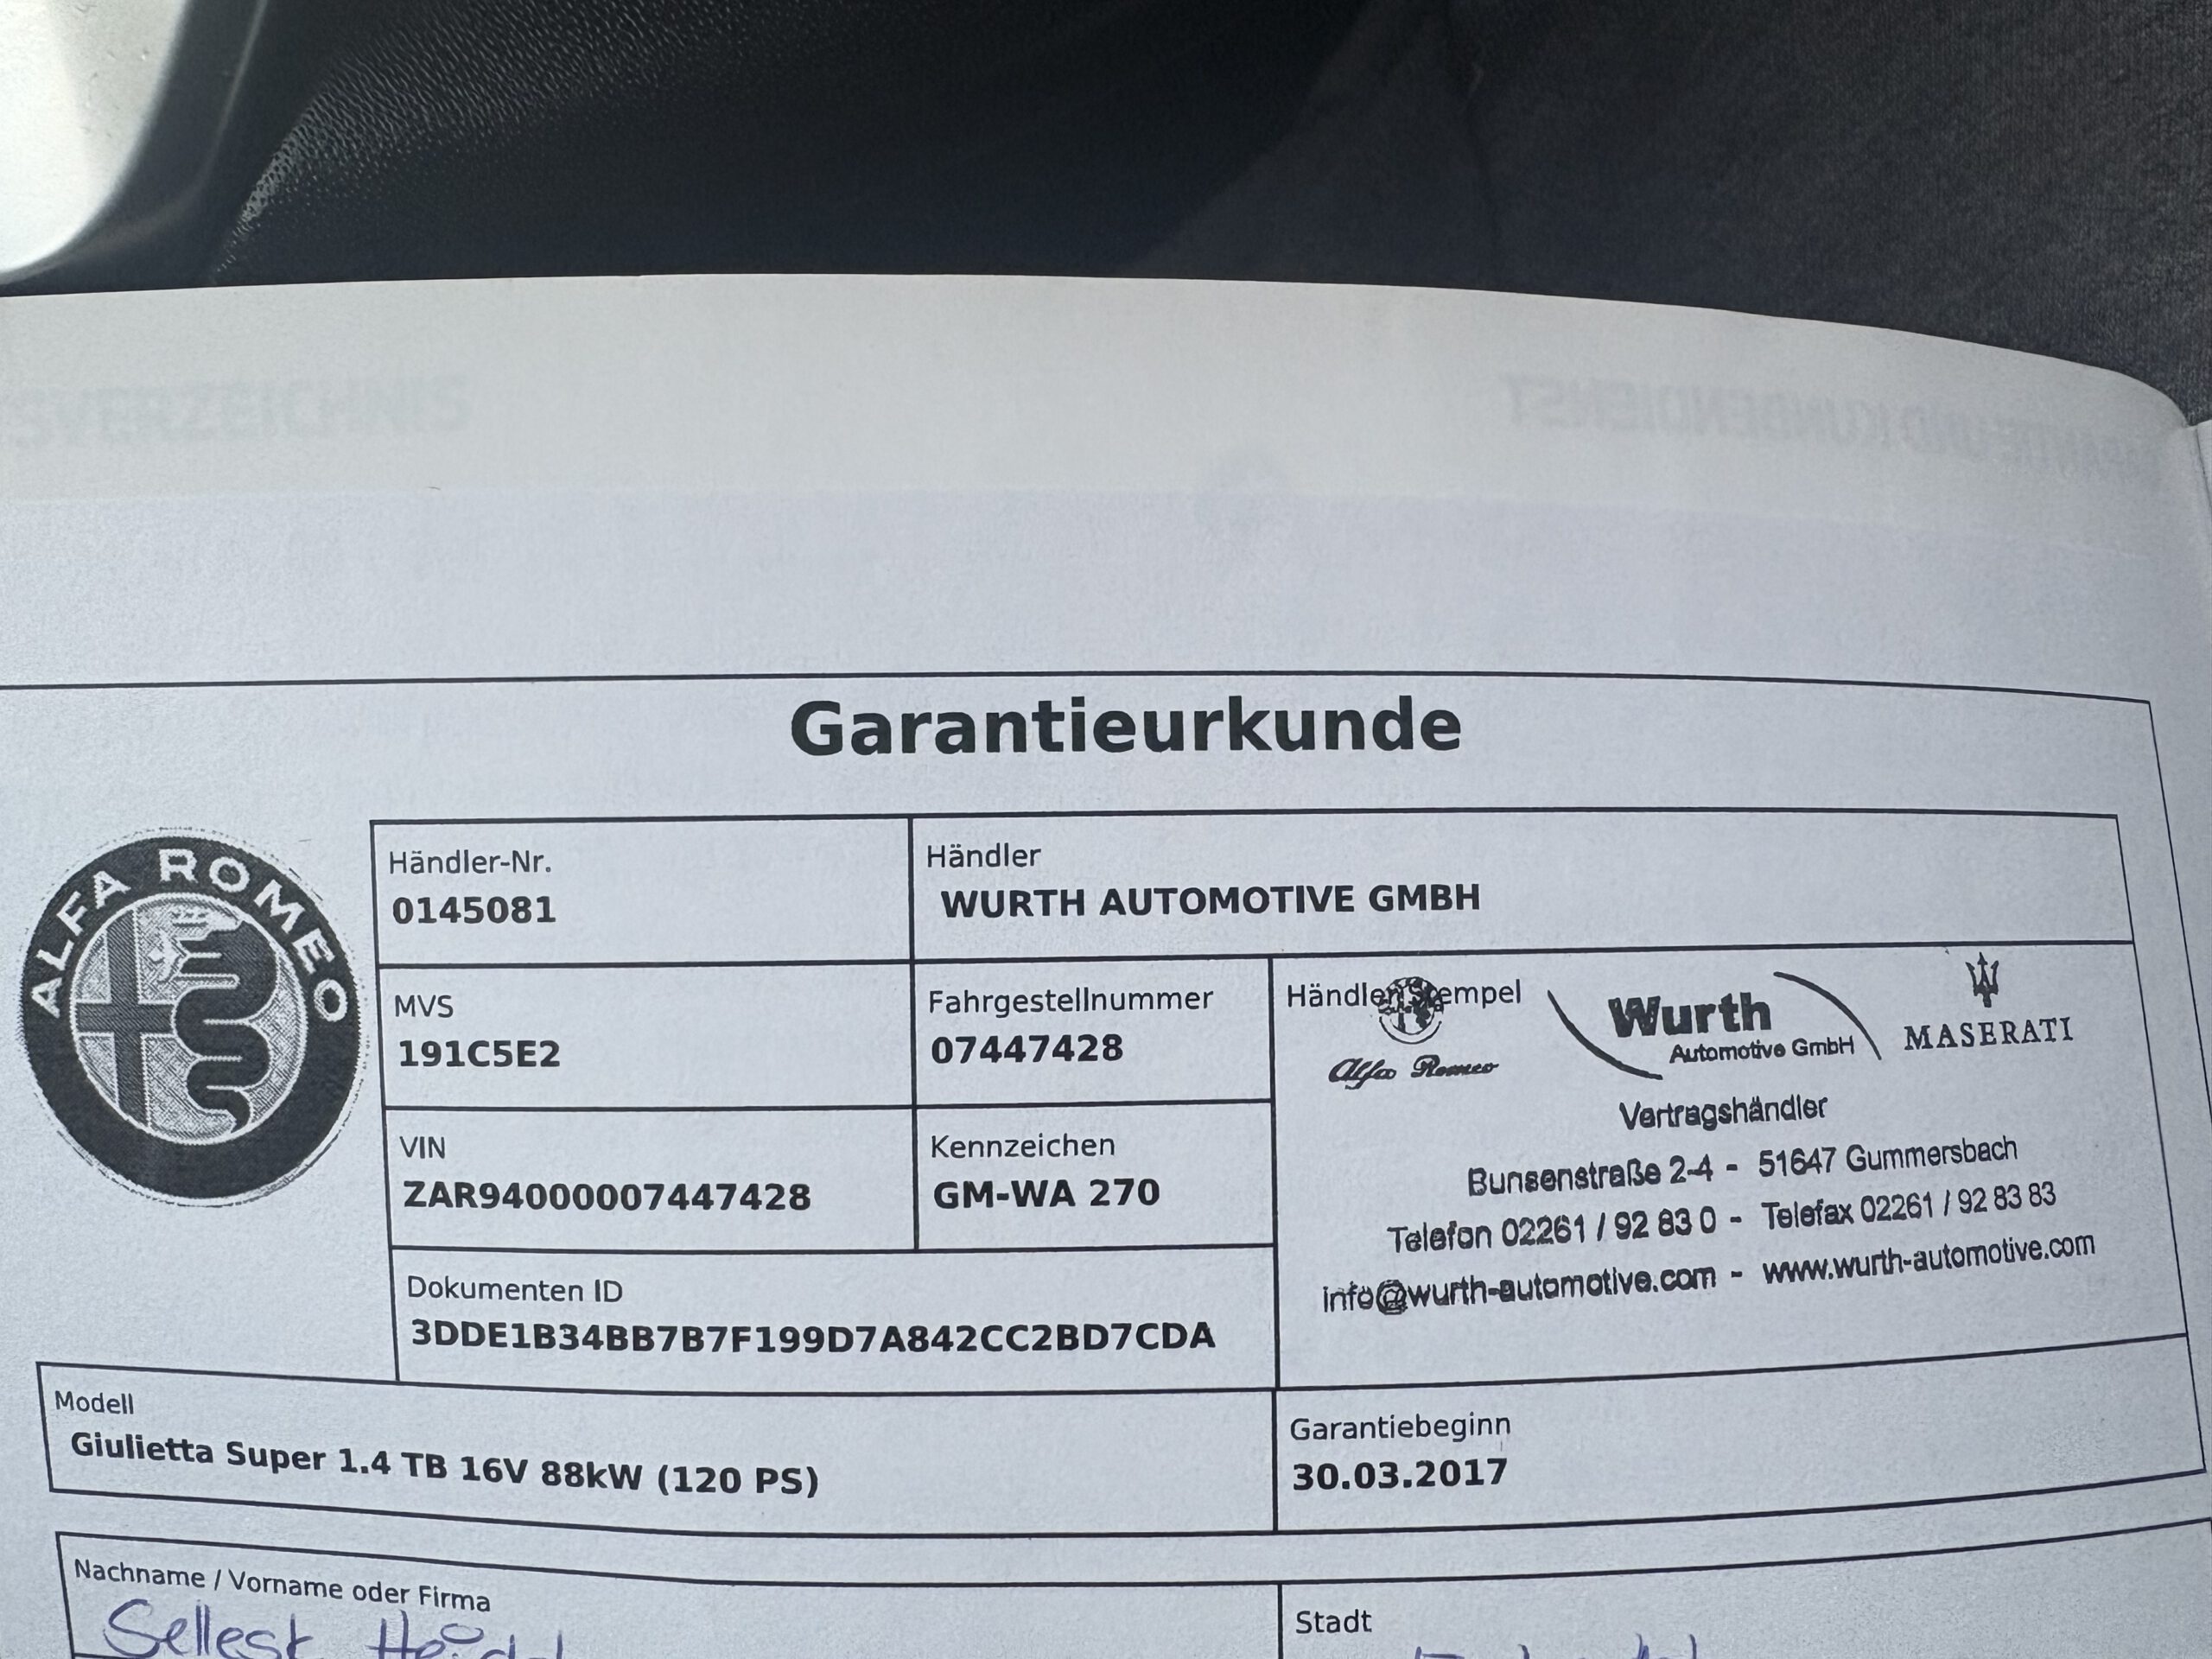 Garantieurkunde
ALFA ROMEO
Händler-Nr.
0145081
Händler
WURTH AUTOMOTIVE GMBH
MVS
191C5E2
Fahrgestellnummer
07447428
VIN
ZAR94000007447428
Kennzeichen
GM-WA 270
Dokumenten ID
3DDE1B34BB7B7F199D7A842CC2BD7CDA
Händlerstempel
Alfa Romeo
Wurth
Automotive GmbH
MASERATI
Vertragshändler
Bunsenstraße 2-4 - 51647 Gummersbach
Telefon 02261 / 92 83 0 - Telefax 02261 / 92 83 83
info@wurth-automotive.com - www.wurth-automotive.com
Modell
Giulietta Super 1.4 TB 16V 88kW (120 PS)
Garantiebeginn
30.03.2017
Nachname / Vorname oder Firma
Stadt